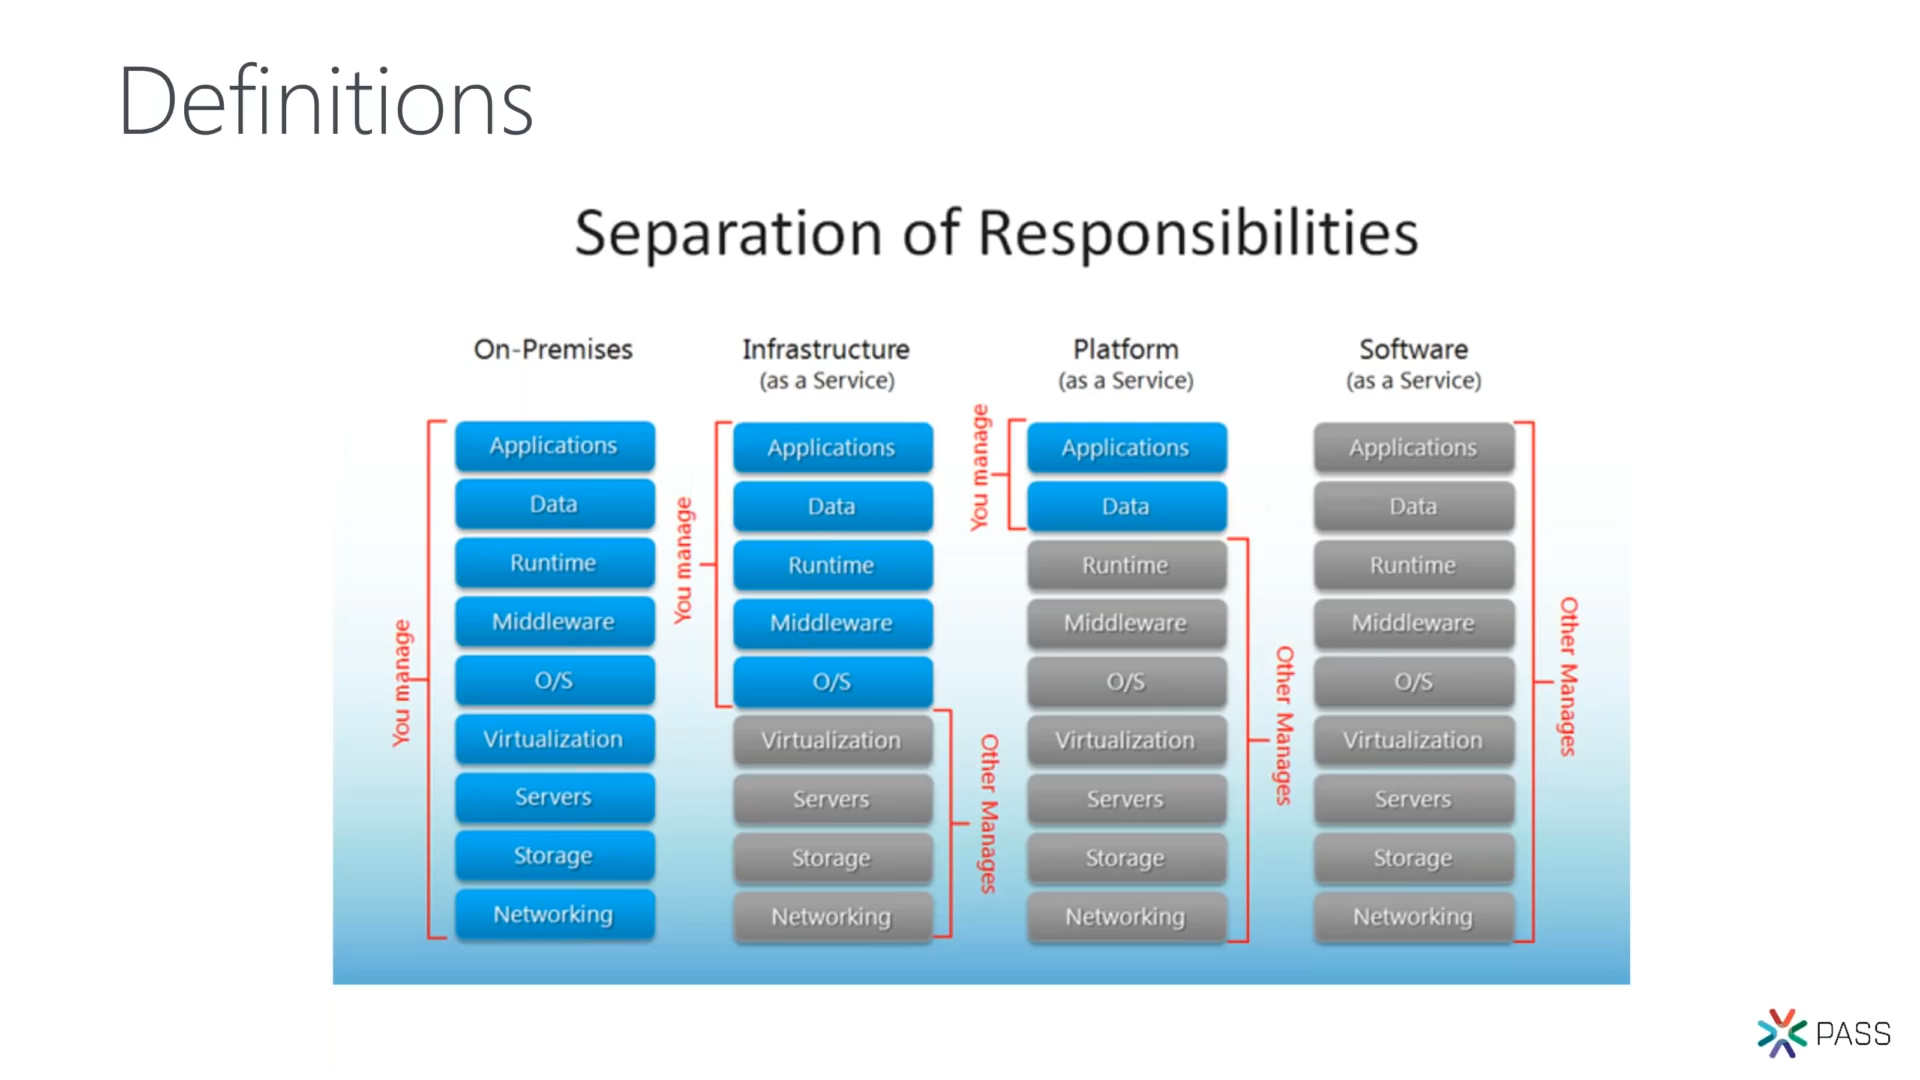 Definitions
Separation of Responsibilities
On-Premises
You manage
Applications
Data
Runtime
Middleware
O/S
Virtualization
Servers
Storage
Networking
Infrastructure
(as a Service)
You manage
Applications
Data
Runtime
Middleware
O/S
Virtualization
Servers
Storage
Networking
Other Manages
Platform
(as a Service)
You manage
Applications
Data
Runtime
Middleware
O/S
Virtualization
Servers
Storage
Networking
Other Manages
Software
(as a Service)
Applications
Data
Runtime
Middleware
O/S
Virtualization
Servers
Storage
Networking
Other Manages
PASS